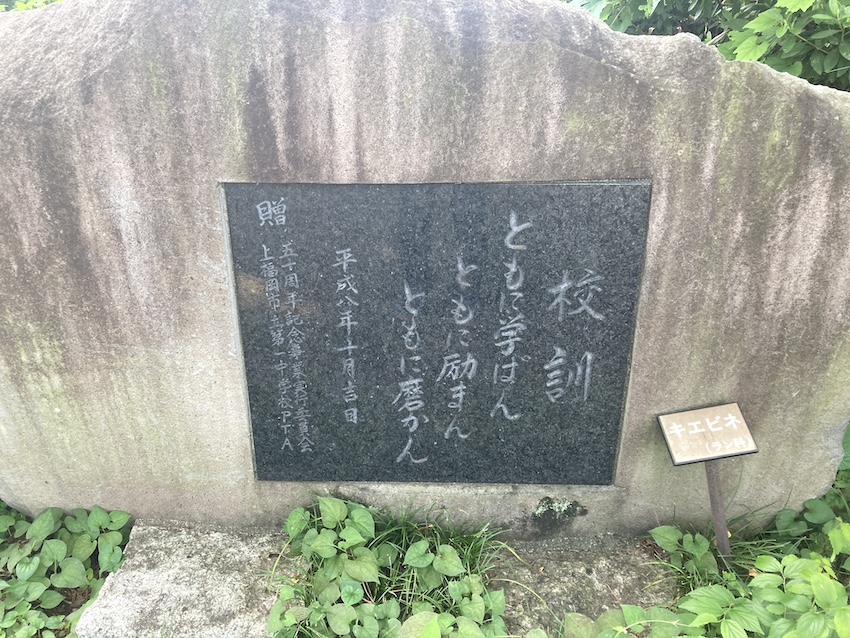 校訓
ともに学ばん
ともに励まん
ともに磨かん
平成八年十月吉日
贈
五十周年記念事業実行委員会
上福岡市立第一中学校PTA
キエビネ
(ラン科)